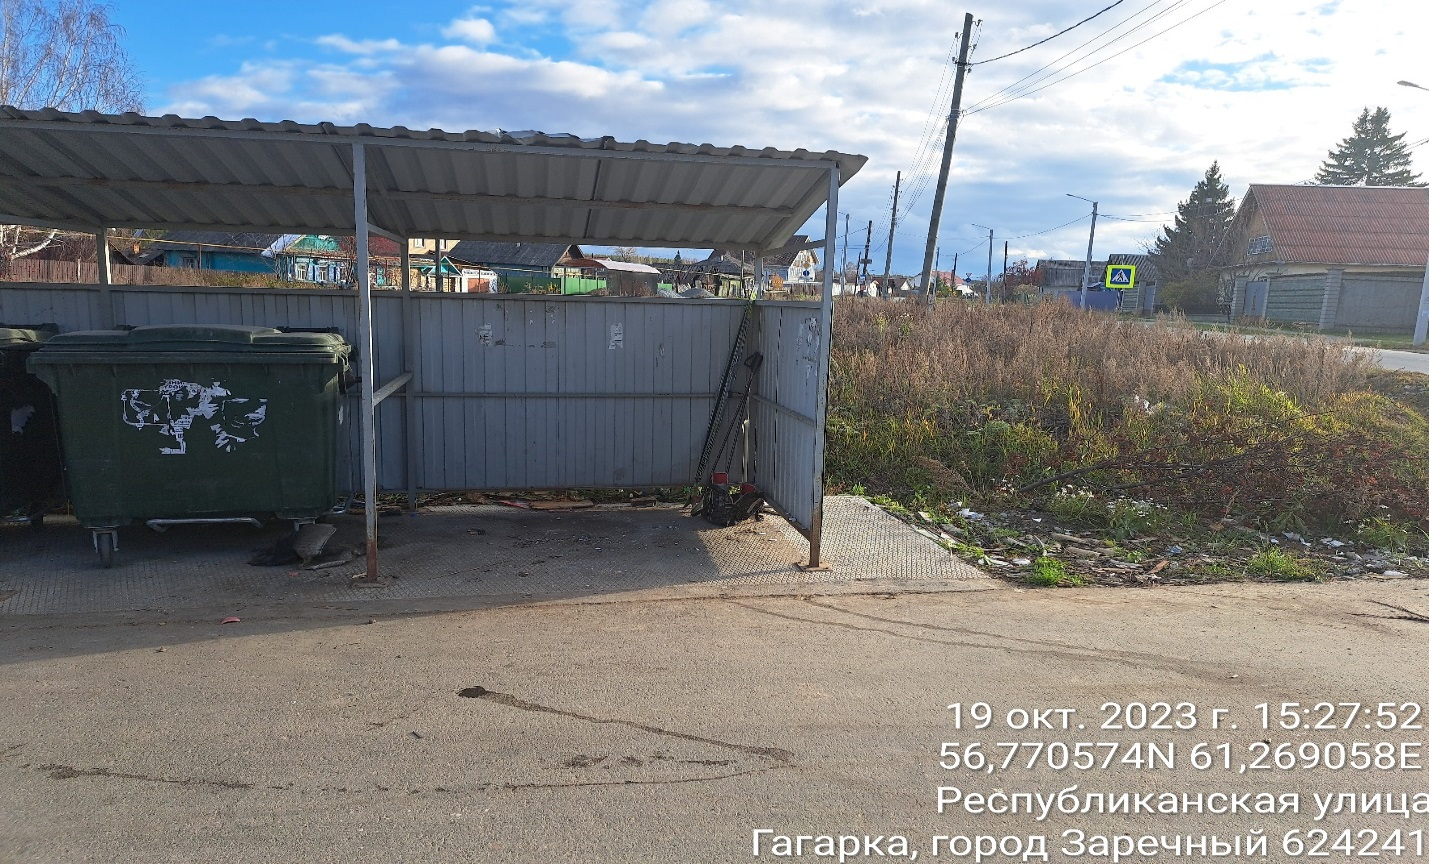 19 окт. 2023 г. 15:27:52
56,770574N 61,269058E
Республиканская улица
Гагарка, город Заречный 624241